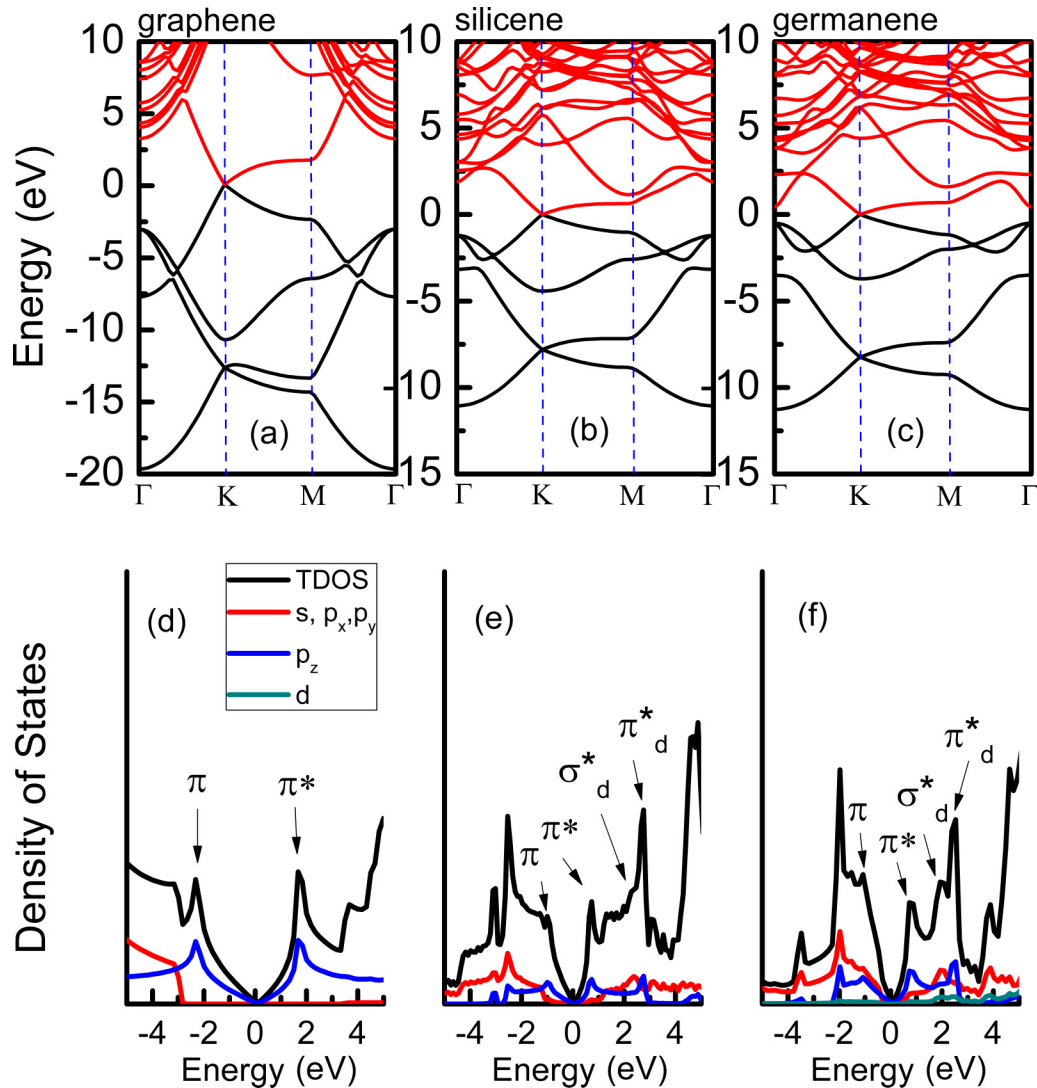 graphene silicene germanene
10 10 10
5 5 5
0 0 0
-5 -5 -5
-10 10 10
-15
-20 15 15
Energy (eV)
(a) (b) (c)
Γ K M Γ Γ K M Γ Γ K M Γ
TDOS
s, px,py
pz
d
(d) (e) (f)
π π*
π π* σ*d π*d
π π* σ*d π*d
Density of States
-4 -2 0 2 4 -4 -2 0 2 4 -4 -2 0 2 4
Energy (eV) Energy (eV) Energy (eV)